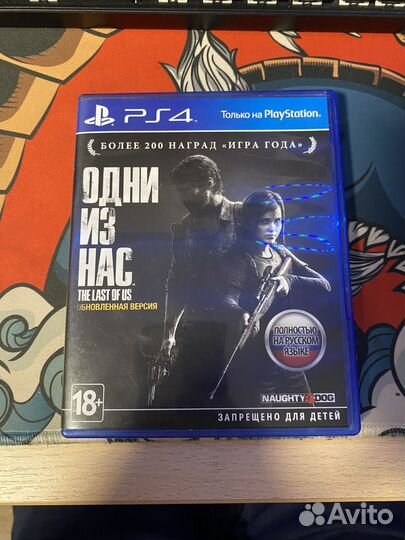 PS4
Только на PlayStation.
БОЛЕЕ 200 НАГРАД «ИГРА ГОДА»
ОДНИ
ИЗ
НАС
THE LAST OF US
ОБНОВЛЕННАЯ ВЕРСИЯ
ПОЛНОСТЬЮ
НА РУССКОМ
ЯЗЫКЕ
18+
NAUGHTY DOG
ЗАПРЕЩЕНО ДЛЯ ДЕТЕЙ
Avito